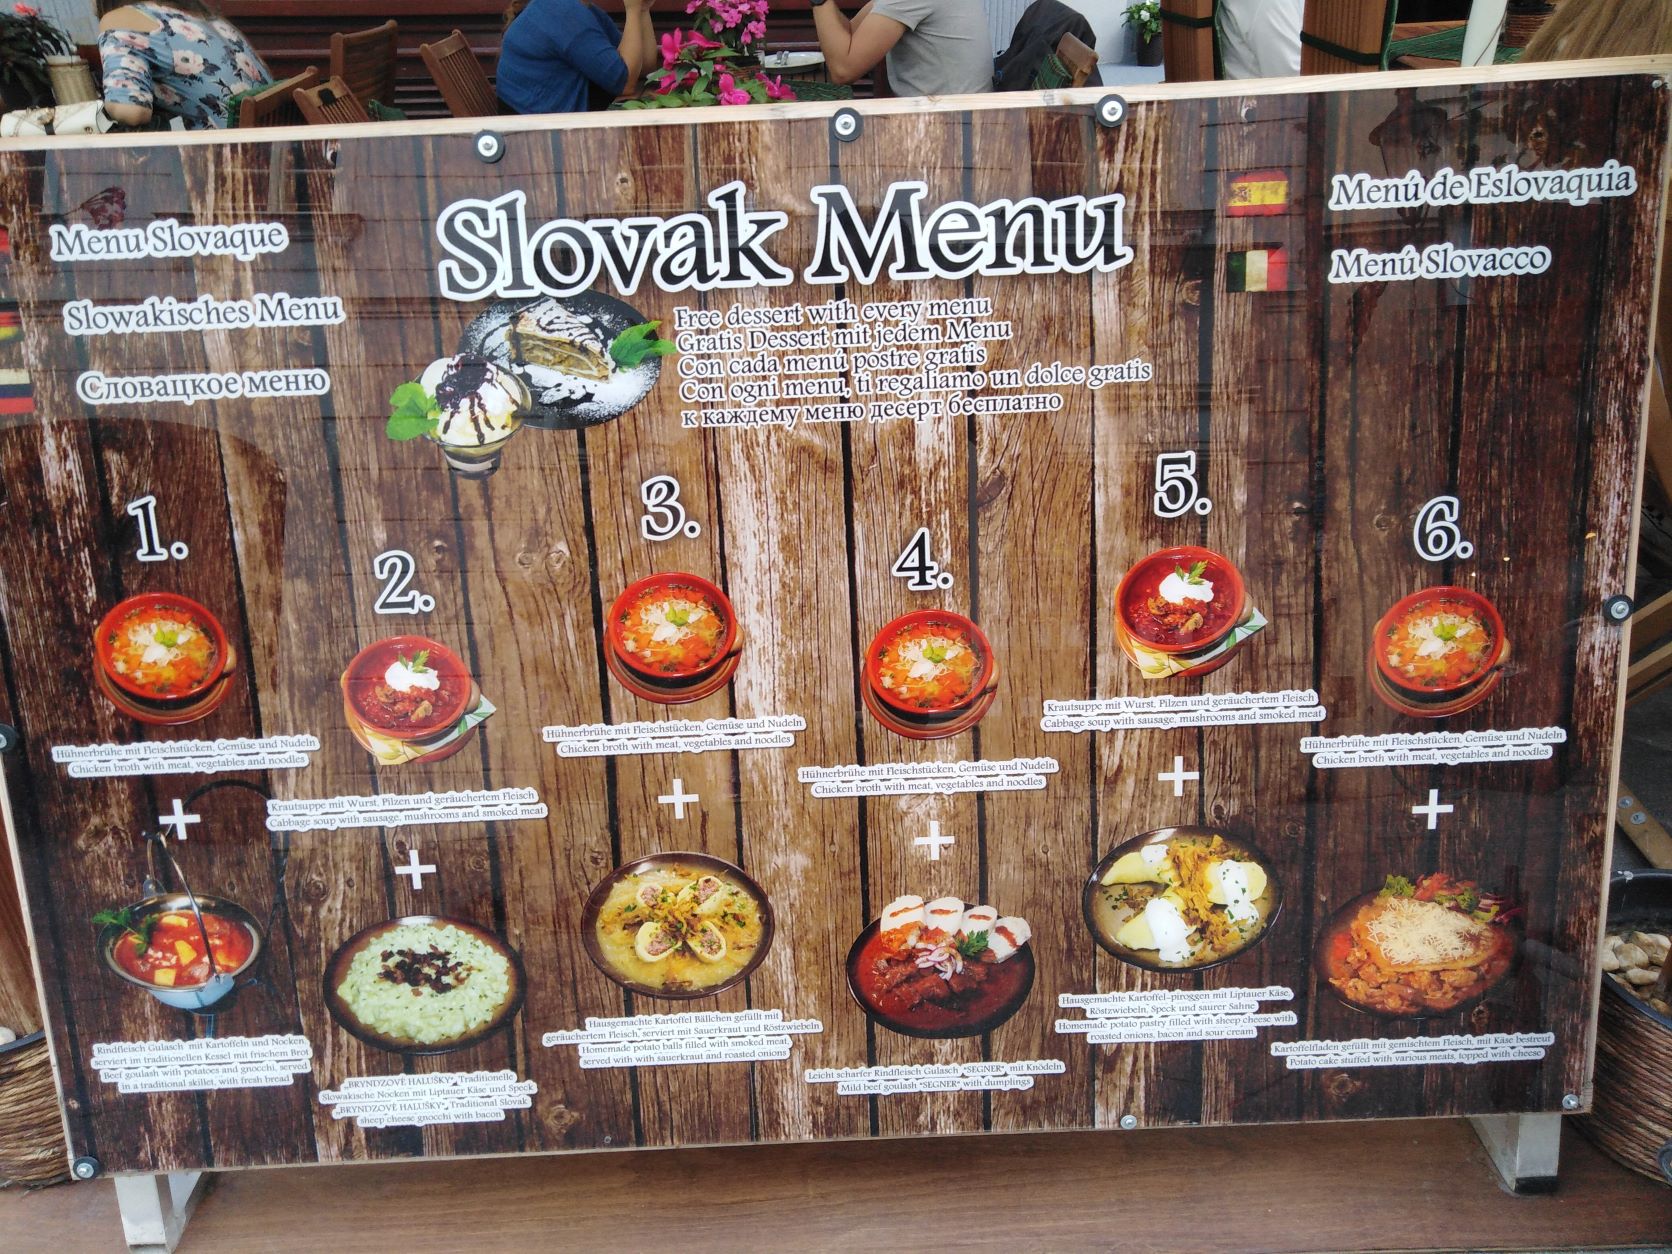 Slovak Menu
Menu Slovaque
Slowakisches Menu
Словацкое меню
Menú de Eslovaquia
Menú Slovacco
Free dessert with every menu
Gratis Dessert mit jedem Menu
Con cada menú postre gratis
Con ogni menu, ti regaliamo un dolce gratis
к каждому меню десерт бесплатно
1.
Hühnerbrühe mit Fleischstücken, Gemüse und Nudeln
Chicken broth with meat, vegetables and noodles
+
Rindfleisch Gulasch mit Kartoffeln und Nocken,
serviert im traditionellen Kessel mit frischem Brot
Beef goulash with potatoes and gnocchi, served
in a traditional skillet, with fresh bread
2.
Krautsuppe mit Wurst, Pilzen und geräuchertem Fleisch
Cabbage soup with sausage, mushrooms and smoked meat
+
„BRYNDZOVÉ HALUŠKY" Traditionelle
Slowakische Nocken mit Liptauer Käse und Speck
„BRYNDZOVÉ HALUŠKY" Traditional Slovak
sheep cheese gnocchi with bacon
3.
Hühnerbrühe mit Fleischstücken, Gemüse und Nudeln
Chicken broth with meat, vegetables and noodles
+
Hausgemachte Kartoffel Bällchen gefüllt mit
geräuchertem Fleisch, serviert mit Sauerkraut und Röstzwiebeln
Homemade potato balls filled with smoked meat,
served with with sauerkraut and roasted onions
4.
Hühnerbrühe mit Fleischstücken, Gemüse und Nudeln
Chicken broth with meat, vegetables and noodles
+
Leicht scharfer Rindfleisch Gulasch "SEGNER" mit Knödeln
Mild beef goulash "SEGNER" with dumplings
5.
Krautsuppe mit Wurst, Pilzen und geräuchertem Fleisch
Cabbage soup with sausage, mushrooms and smoked meat
+
Hausgemachte Kartoffel-piroggen mit Liptauer Käse,
Röstzwiebeln, Speck und saurer Sahne
Homemade potato pastry filled with sheep cheese with
roasted onions, bacon and sour cream
6.
Hühnerbrühe mit Fleischstücken, Gemüse und Nudeln
Chicken broth with meat, vegetables and noodles
+
Kartoffelfladen gefüllt mit gemischtem Fleisch, mit Käse bestreut
Potato cake stuffed with various meats, topped with cheese